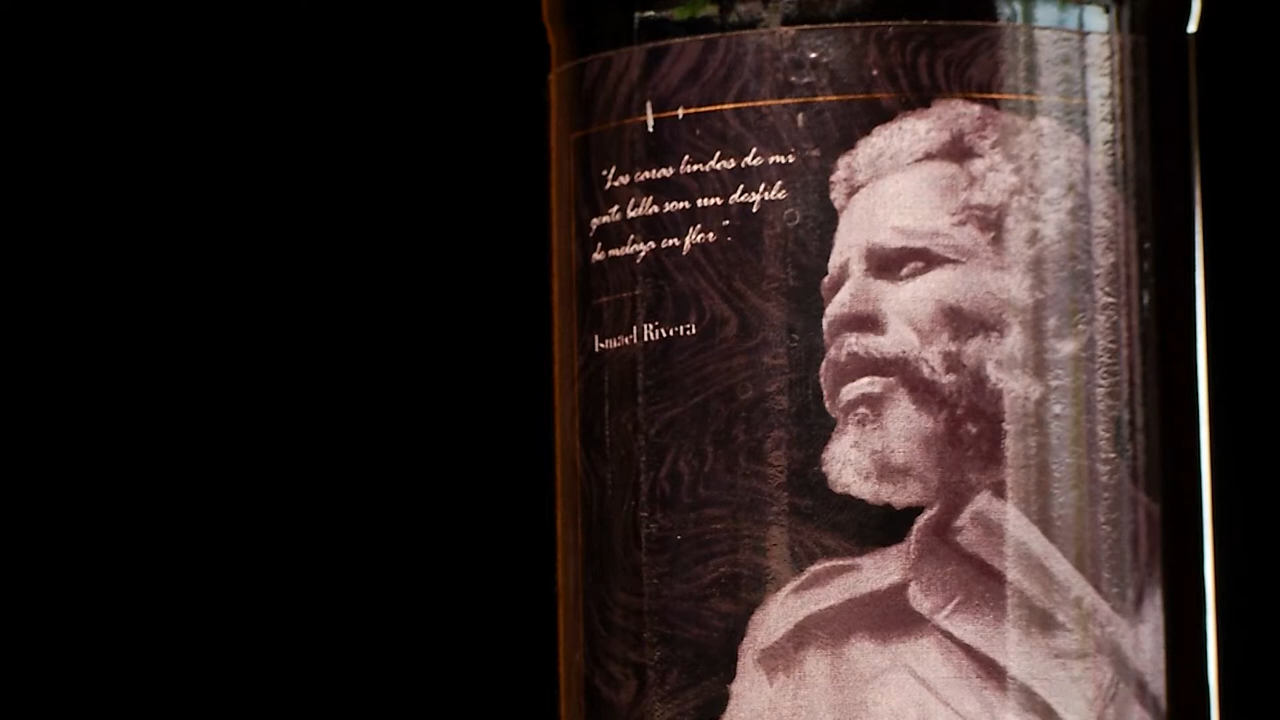 "Las caras lindas de mi
gente bella son un desfile
de melaza en flor".
Ismael Rivera